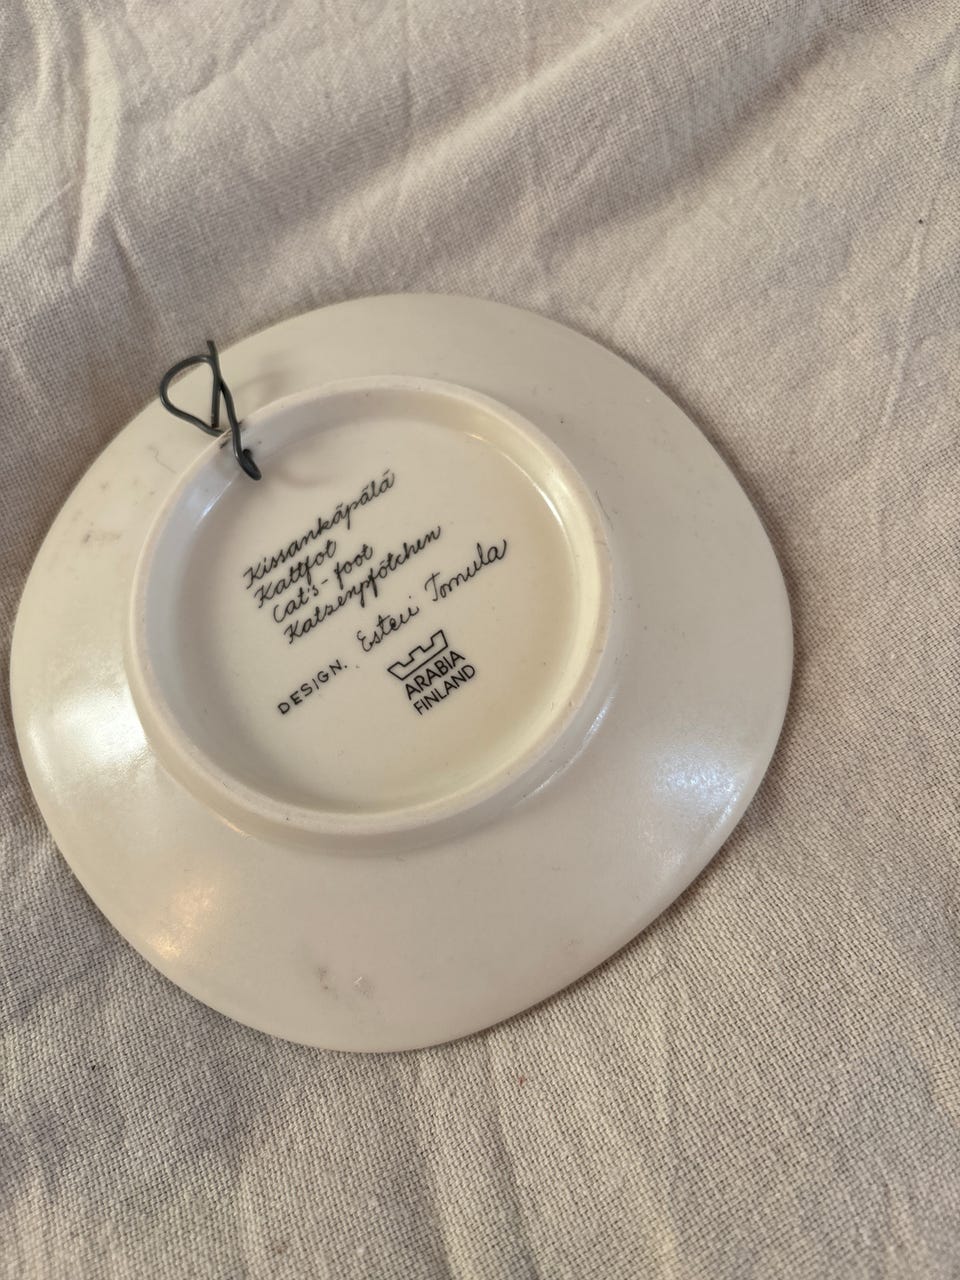 Kissankäpälä
Kattfot
Cat's-foot
Katzenpfötchen
DESIGN. Esteri Tomula
ARABIA
FINLAND